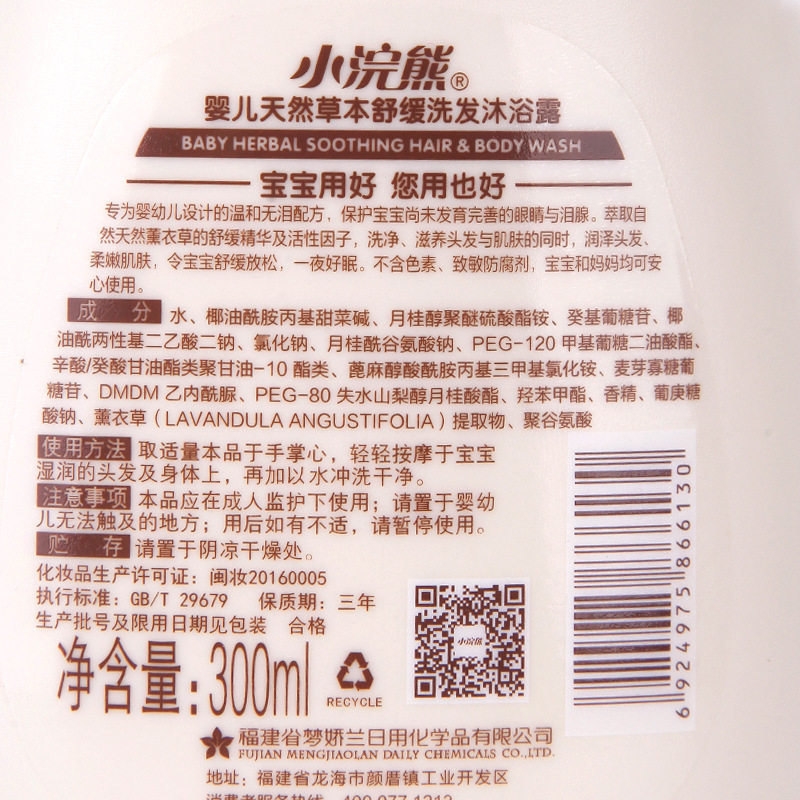 小浣熊®
婴儿天然草本舒缓洗发沐浴露
BABY HERBAL SOOTHING HAIR & BODY WASH
宝宝用好 您用也好
专为婴幼儿设计的温和无泪配方，保护宝宝尚未发育完善的眼睛与泪腺。萃取自
然天然薰衣草的舒缓精华及活性因子，洗净、滋养头发与肌肤的同时，润泽头发、
柔嫩肌肤，令宝宝舒缓放松，一夜好眠。不含色素、致敏防腐剂，宝宝和妈妈均可安
心使用。
成 分 水、椰油酰胺丙基甜菜碱、月桂醇聚醚硫酸酯铵、癸基葡糖苷、椰
油酰两性基二乙酸二钠、氯化钠、月桂酰谷氨酸钠、PEG-120 甲基葡糖二油酸酯、
辛酸/癸酸甘油酯类聚甘油-10 酯类、蓖麻醇酸酰胺丙基三甲基氯化铵、麦芽寡糖葡
糖苷、DMDM 乙内酰脲、PEG-80 失水山梨醇月桂酸酯、羟苯甲酯、香精、葡庚糖
酸钠、薰衣草（LAVANDULA ANGUSTIFOLIA）提取物、聚谷氨酸
使用方法 取适量本品于手掌心，轻轻按摩于宝宝
湿润的头发及身体上，再加以水冲洗干净。
注意事项 本品应在成人监护下使用；请置于婴幼
儿无法触及的地方；用后如有不适，请暂停使用。
贮 存 请置于阴凉干燥处。
化妆品生产许可证：闽妆20160005
执行标准：GB/T 29679 保质期：三年
生产批号及限用日期见包装 合格
净含量:300ml
RECYCLE
小浣熊
6 924975 866130
福建省梦娇兰日用化学品有限公司
FUJIAN MENGJIAOLAN DAILY CHEMICALS CO.,LTD.
地址：福建省龙海市颜厝镇工业开发区